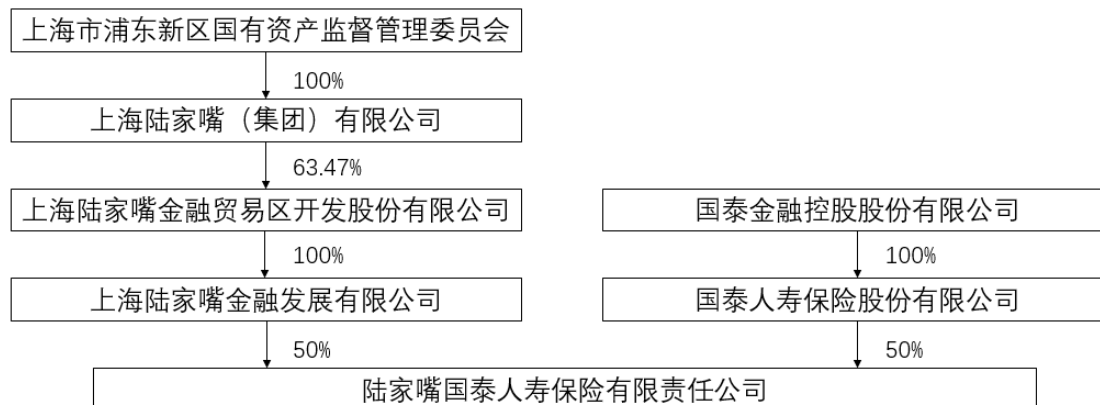 上海市浦东新区国有资产监督管理委员会
100%
上海陆家嘴（集团）有限公司
63.47%
上海陆家嘴金融贸易区开发股份有限公司
国泰金融控股股份有限公司
100%
100%
上海陆家嘴金融发展有限公司
国泰人寿保险股份有限公司
50%
50%
陆家嘴国泰人寿保险有限责任公司